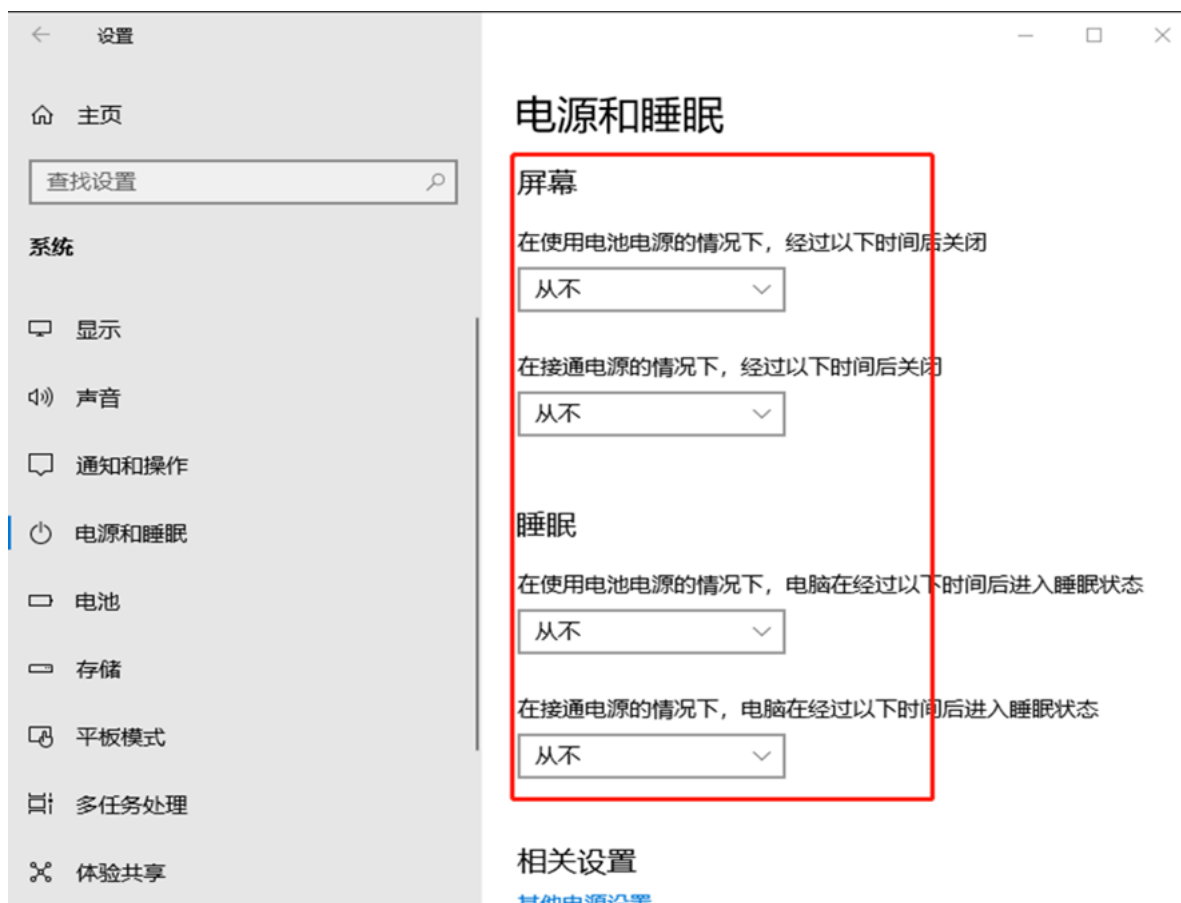 设置
主页
查找设置
系统
显示
声音
通知和操作
电源和睡眠
电池
存储
平板模式
多任务处理
体验共享
电源和睡眠
屏幕
在使用电池电源的情况下，经过以下时间后关闭
从不
在接通电源的情况下，经过以下时间后关闭
从不
睡眠
在使用电池电源的情况下，电脑在经过以下时间后进入睡眠状态
从不
在接通电源的情况下，电脑在经过以下时间后进入睡眠状态
从不
相关设置
其他电源设置